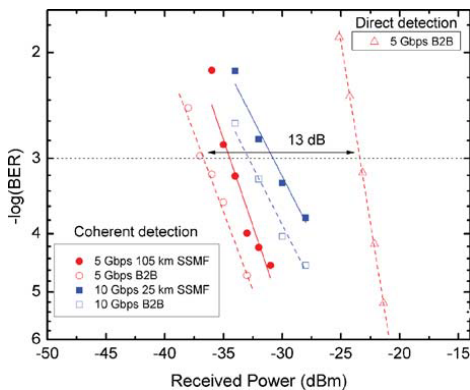 Direct detection
5 Gbps B2B
13 dB
Coherent detection
5 Gbps 105 km SSMF
5 Gbps B2B
10 Gbps 25 km SSMF
10 Gbps B2B
-log(BER)
2
3
4
5
6
-50 -45 -40 -35 -30 -25 -20 -15
Received Power (dBm)